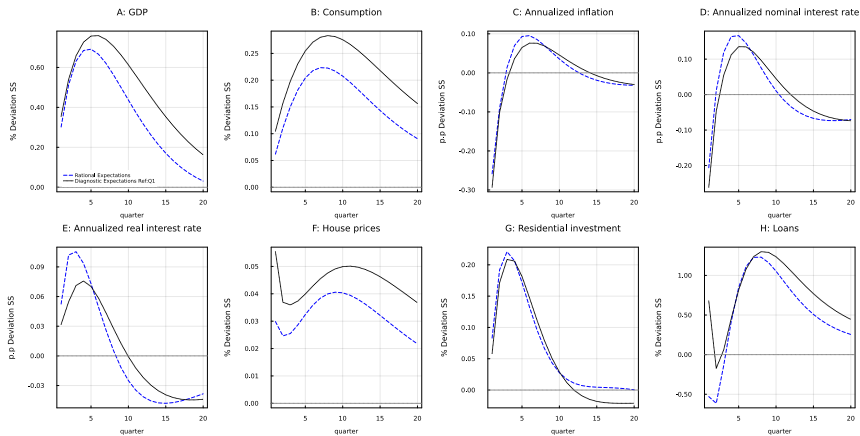 A: GDP
% Deviation SS
0.60
0.40
0.20
0.00
Rational Expectations
Diagnostic Expectations Ref:Q1
5 10 15 20
quarter
B: Consumption
% Deviation SS
0.25
0.20
0.15
0.10
0.05
0.00
5 10 15 20
quarter
C: Annualized inflation
p.p Deviation SS
0.10
0.00
-0.10
-0.20
-0.30
5 10 15 20
quarter
D: Annualized nominal interest rate
p.p Deviation SS
0.10
0.00
-0.10
-0.20
5 10 15 20
quarter
E: Annualized real interest rate
p.p Deviation SS
0.09
0.06
0.03
0.00
-0.03
5 10 15 20
quarter
F: House prices
% Deviation SS
0.05
0.04
0.03
0.02
0.01
0.00
5 10 15 20
quarter
G: Residential investment
% Deviation SS
0.20
0.10
0.00
5 10 15 20
quarter
H: Loans
% Deviation SS
1.00
0.50
0.00
-0.50
5 10 15 20
quarter